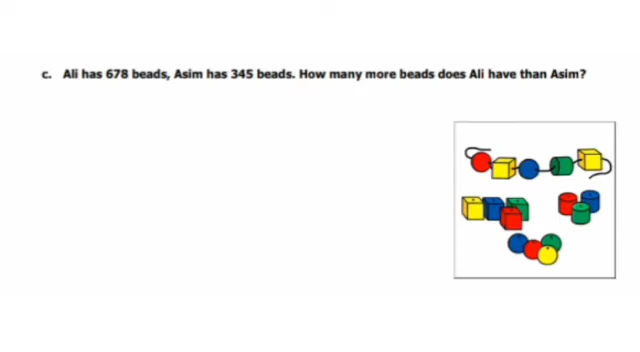 c. Ali has 678 beads, Asim has 345 beads. How many more beads does Ali have than Asim?